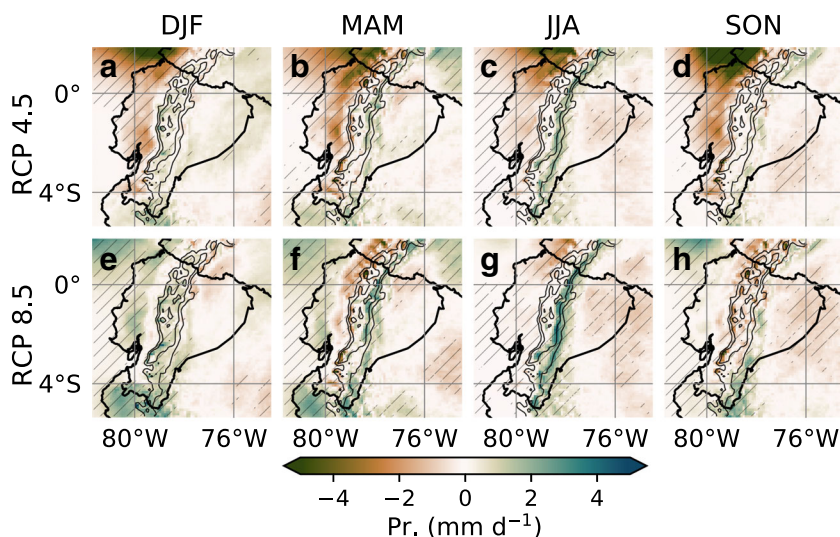 DJF MAM JJA SON
RCP 4.5
a b c d
0°
4°S
RCP 8.5
e f g h
0°
4°S
80°W 76°W 80°W 76°W 80°W 76°W 80°W 76°W
−4 −2 0 2 4
Pr. (mm d⁻¹)